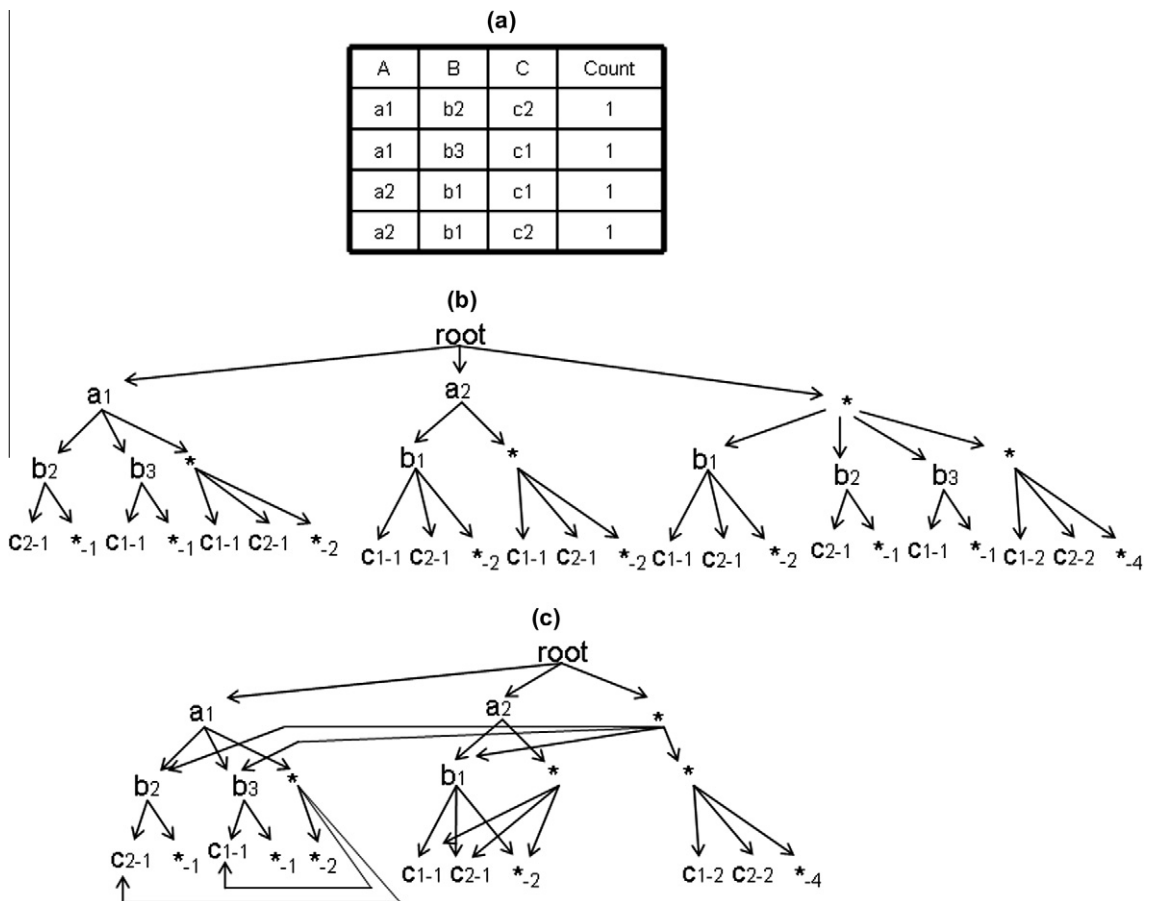 (a)
A B C Count
a1 b2 c2 1
a1 b3 c1 1
a2 b1 c1 1
a2 b1 c2 1
(b)
root
a1 a2 *
b2 b3 * b1 * b1 b2 b3 *
c2-1 *-1 c1-1 *-1 c1-1 c2-1 *-2 c1-1 c2-1 *-2 c1-1 c2-1 *-2 c1-1 c2-1 *-2 c2-1 *-1 c1-1 *-1 c1-2 c2-2 *-4
(c)
root
a1 a2 *
b2 b3 * b1 * *
c2-1 *-1 c1-1 *-1 *-2 c1-1 c2-1 *-2 c1-2 c2-2 *-4